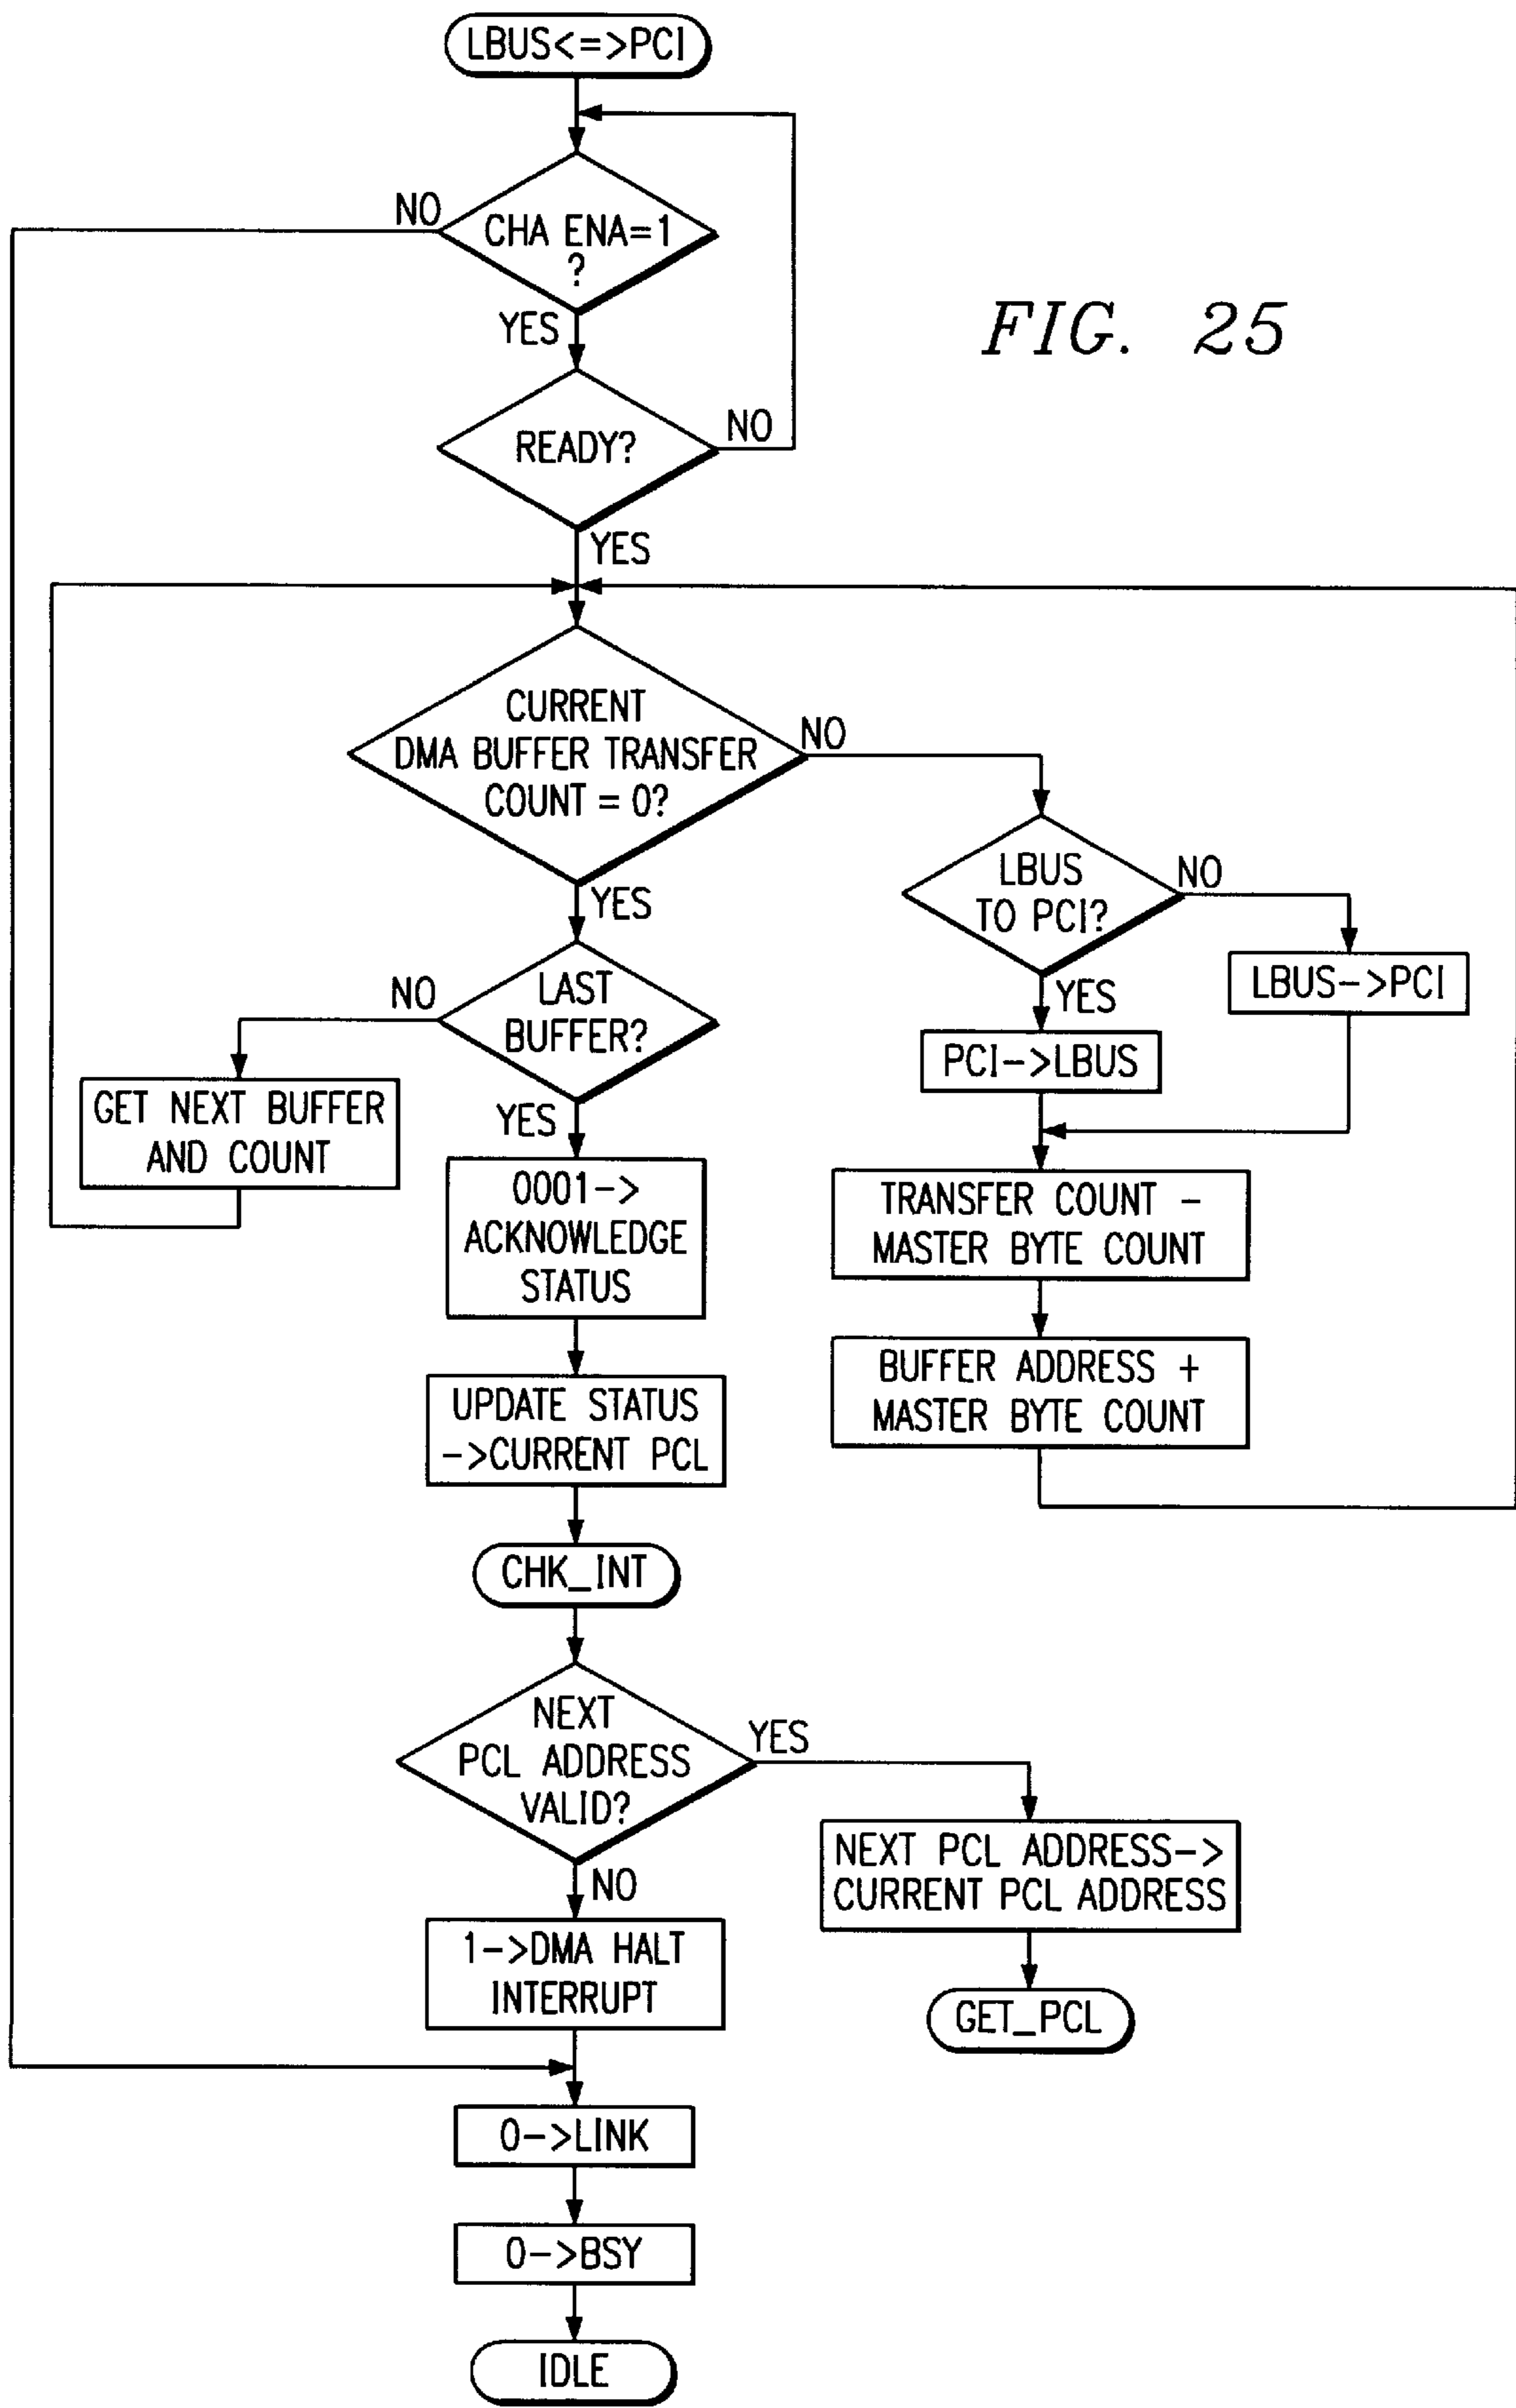 LBUS<=>PCI
NO
CHA ENA=1
?
YES
FIG. 25
READY?
NO
YES
CURRENT
DMA BUFFER TRANSFER
COUNT = 0?
NO
YES
LBUS
TO PCI?
NO
LBUS->PCI
YES
PCI->LBUS
NO
LAST
BUFFER?
GET NEXT BUFFER
AND COUNT
YES
0001->
ACKNOWLEDGE
STATUS
TRANSFER COUNT -
MASTER BYTE COUNT
BUFFER ADDRESS +
MASTER BYTE COUNT
UPDATE STATUS
->CURRENT PCL
CHK_INT
NEXT
PCL ADDRESS
VALID?
YES
NEXT PCL ADDRESS->
CURRENT PCL ADDRESS
GET_PCL
NO
1->DMA HALT
INTERRUPT
0->LINK
0->BSY
IDLE